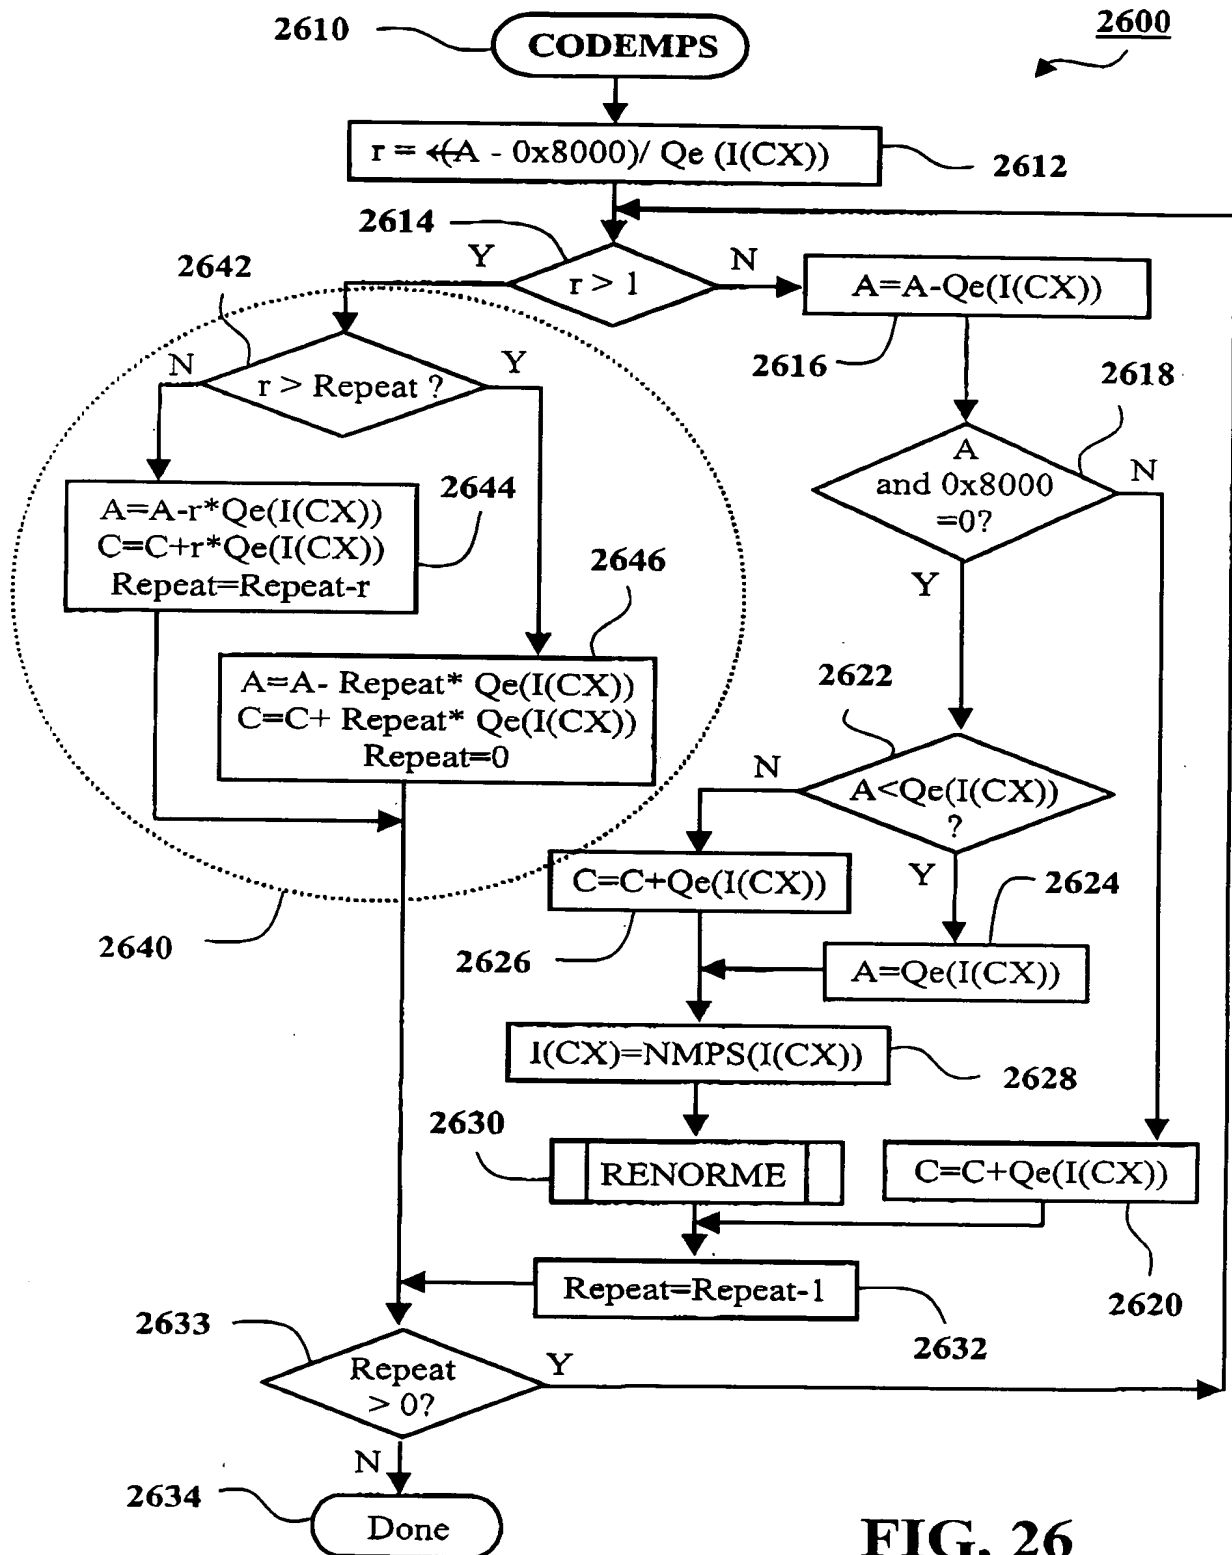 2610
CODEMPS
2600
r = ((A - 0x8000)/ Qe (I(CX))
2612
2614
Y
r > 1
N
A=A-Qe(I(CX))
2616
2642
N
r > Repeat ?
Y
2618
A
and 0x8000
=0?
N
Y
A=A-r*Qe(I(CX))
C=C+r*Qe(I(CX))
Repeat=Repeat-r
2644
2646
A=A- Repeat* Qe(I(CX))
C=C+ Repeat* Qe(I(CX))
Repeat=0
2622
N
A<Qe(I(CX))
?
Y
C=C+Qe(I(CX))
2624
2640
2626
A=Qe(I(CX))
I(CX)=NMPS(I(CX))
2628
2630
RENORME
C=C+Qe(I(CX))
Repeat=Repeat-1
2620
2633
2632
Repeat
> 0?
Y
N
2634
Done
FIG. 26